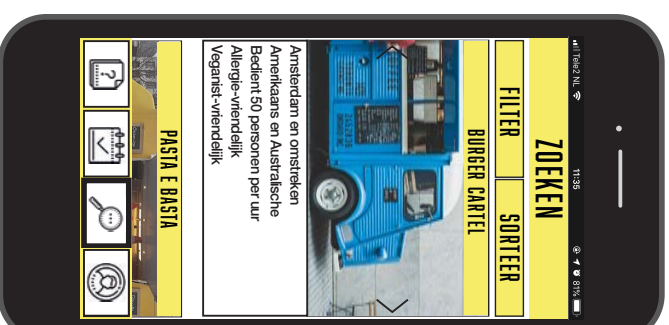 Tele2 NL 11:35 81%
ZOEKEN
FILTER SORTEER
BURGER CARTEL
Amsterdam en omstreken
Amerikaans en Australische
Bedient 50 personen per uur
Allergie-vriendelijk
Veganist-vriendelijk
PASTA E BASTA
?